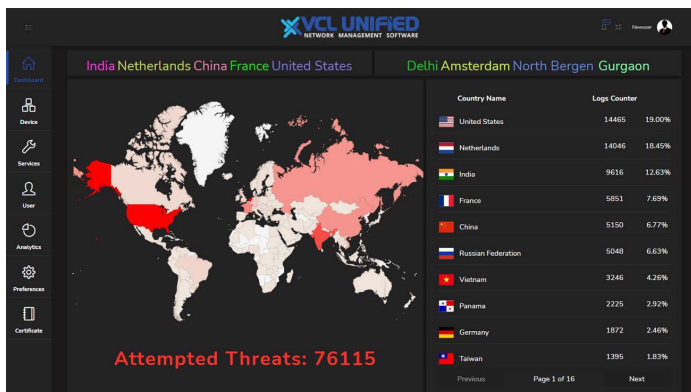 VCL UNIFiED
NETWORK MANAGEMENT SOFTWARE
Newuser
India Netherlands China France United States
Delhi Amsterdam North Bergen Gurgaon
Dashboard
Device
Services
User
Analytics
Preferences
Certificate
Attempted Threats: 76115
Country Name Logs Counter
United States 14465 19.00%
Netherlands 14046 18.45%
India 9616 12.63%
France 5851 7.69%
China 5150 6.77%
Russian Federation 5048 6.63%
Vietnam 3246 4.26%
Panama 2225 2.92%
Germany 1872 2.46%
Taiwan 1395 1.83%
Previous Page 1 of 16 Next